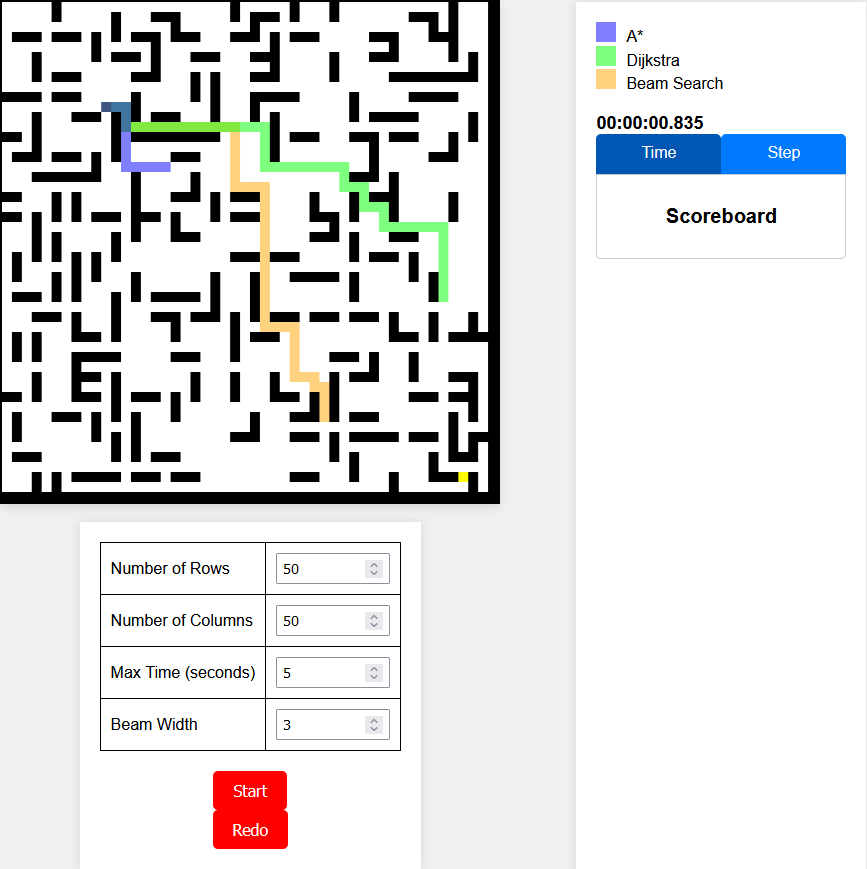 A*
Dijkstra
Beam Search
00:00:00.835
Time Step
Scoreboard
Number of Rows 50
Number of Columns 50
Max Time (seconds) 5
Beam Width 3
Start
Redo